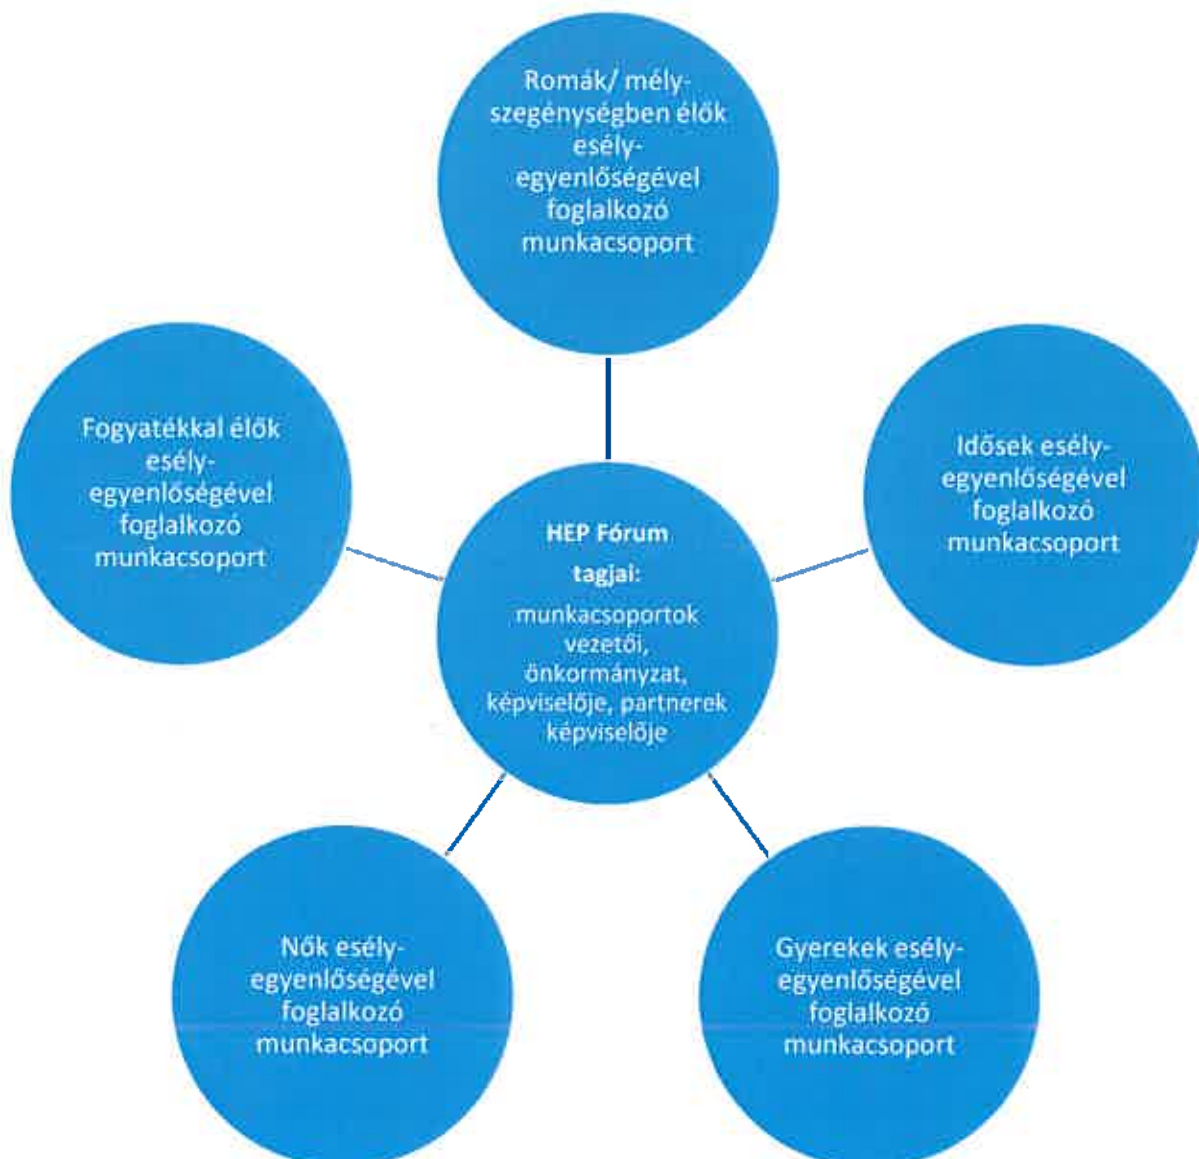 Romák/ mély-
szegénységben élők
esély-
egyenlőségével
foglalkozó
munkacsoport
Fogyatékkal élők
esély-
egyenlőségével
foglalkozó
munkacsoport
Idősek esély-
egyenlőségével
foglalkozó
munkacsoport
HEP Fórum
tagjai:
munkacsoportok
vezetői,
önkormányzat,
képviselője, partnerek
képviselője
Nők esély-
egyenlőségével
foglalkozó
munkacsoport
Gyerekek esély-
egyenlőségével
foglalkozó
munkacsoport